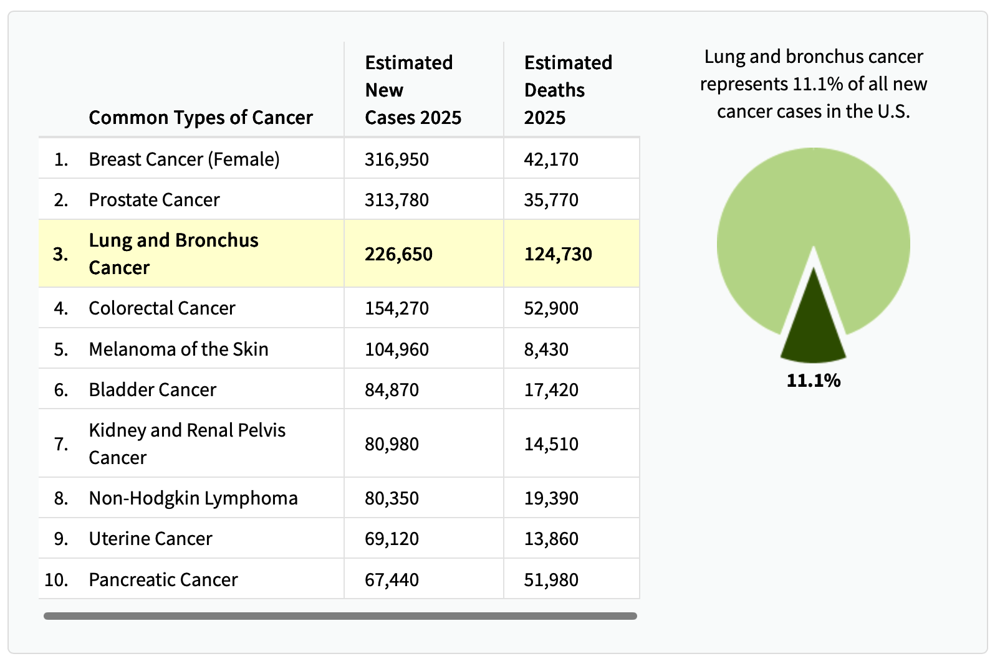 Common Types of Cancer
Estimated
New
Cases 2025
Estimated
Deaths
2025
1. Breast Cancer (Female) 316,950 42,170
2. Prostate Cancer 313,780 35,770
3. Lung and Bronchus
Cancer 226,650 124,730
4. Colorectal Cancer 154,270 52,900
5. Melanoma of the Skin 104,960 8,430
6. Bladder Cancer 84,870 17,420
7. Kidney and Renal Pelvis
Cancer 80,980 14,510
8. Non-Hodgkin Lymphoma 80,350 19,390
9. Uterine Cancer 69,120 13,860
10. Pancreatic Cancer 67,440 51,980
Lung and bronchus cancer
represents 11.1% of all new
cancer cases in the U.S.
11.1%